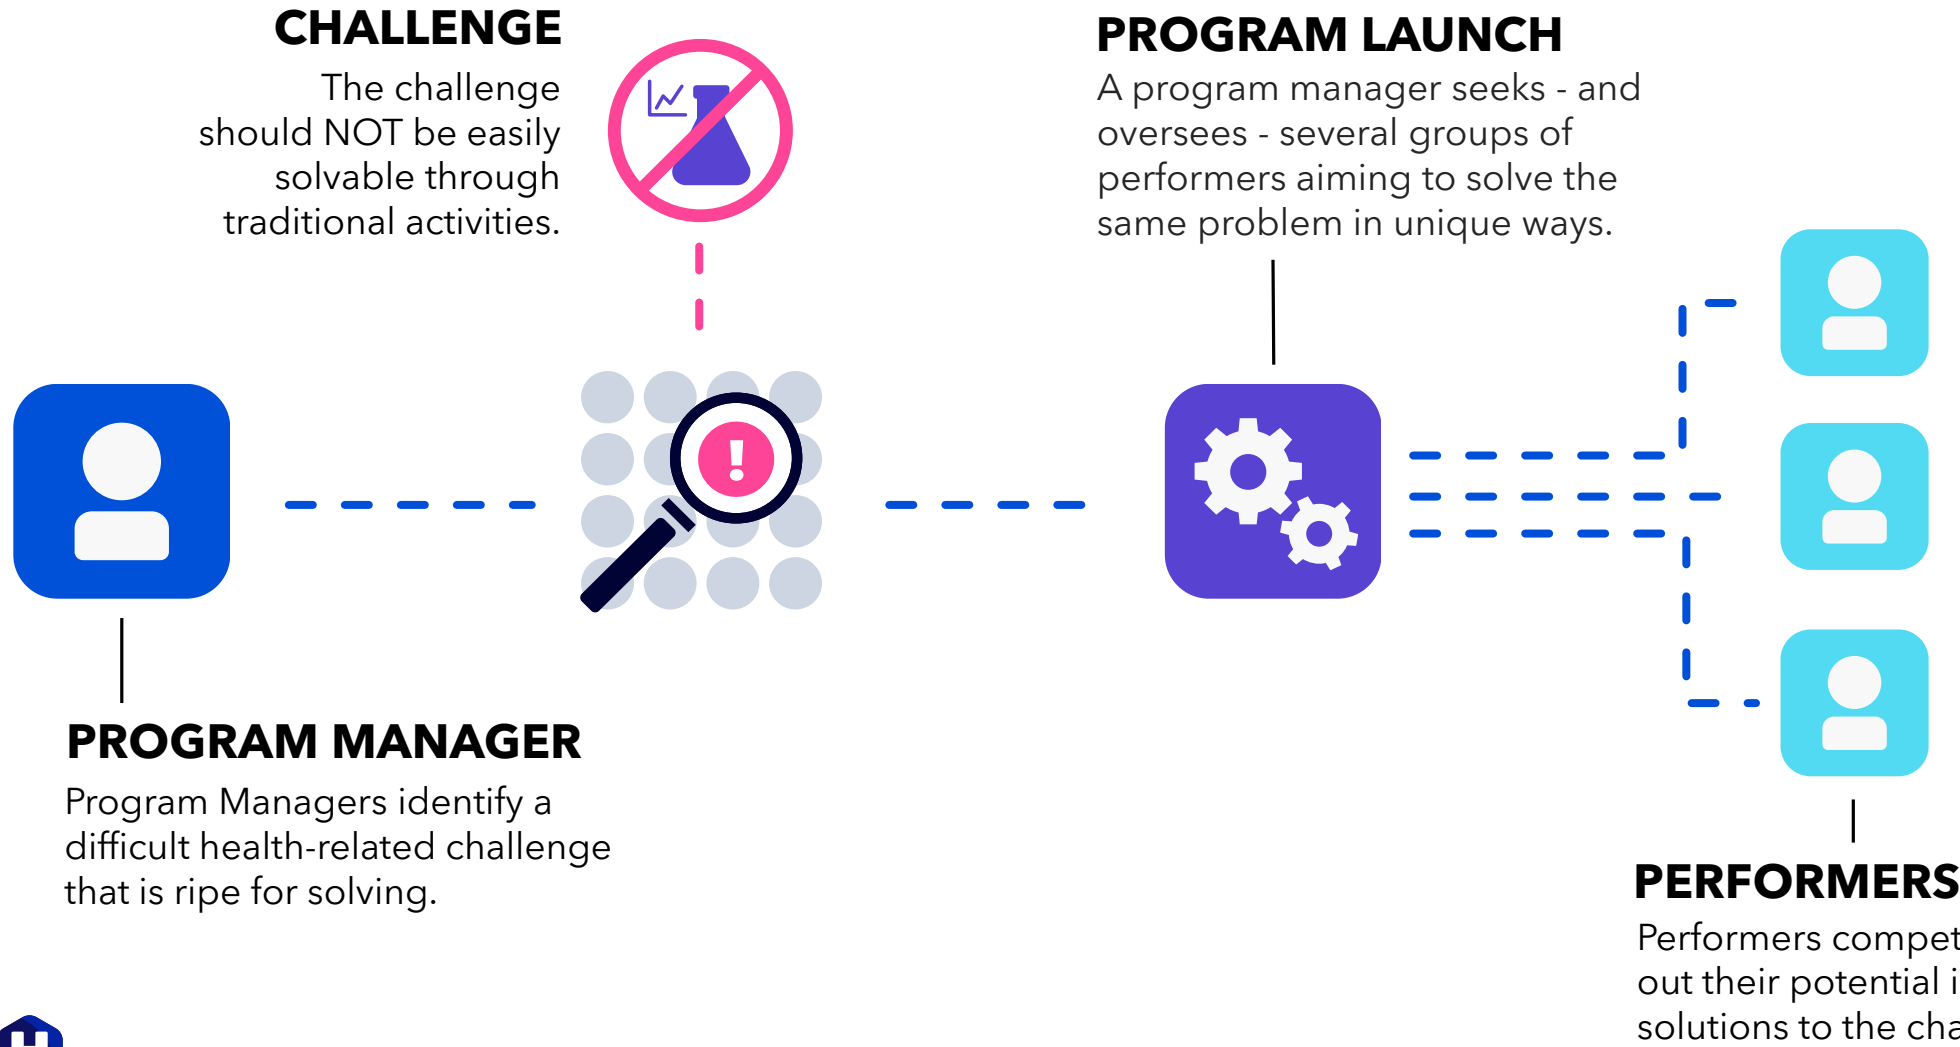 CHALLENGE
The challenge
should NOT be easily
solvable through
traditional activities.
PROGRAM LAUNCH
A program manager seeks - and
oversees - several groups of
performers aiming to solve the
same problem in unique ways.
!
PROGRAM MANAGER
Program Managers identify a
difficult health-related challenge
that is ripe for solving.
PERFORMERS
Performers
out their potential
solutions to the